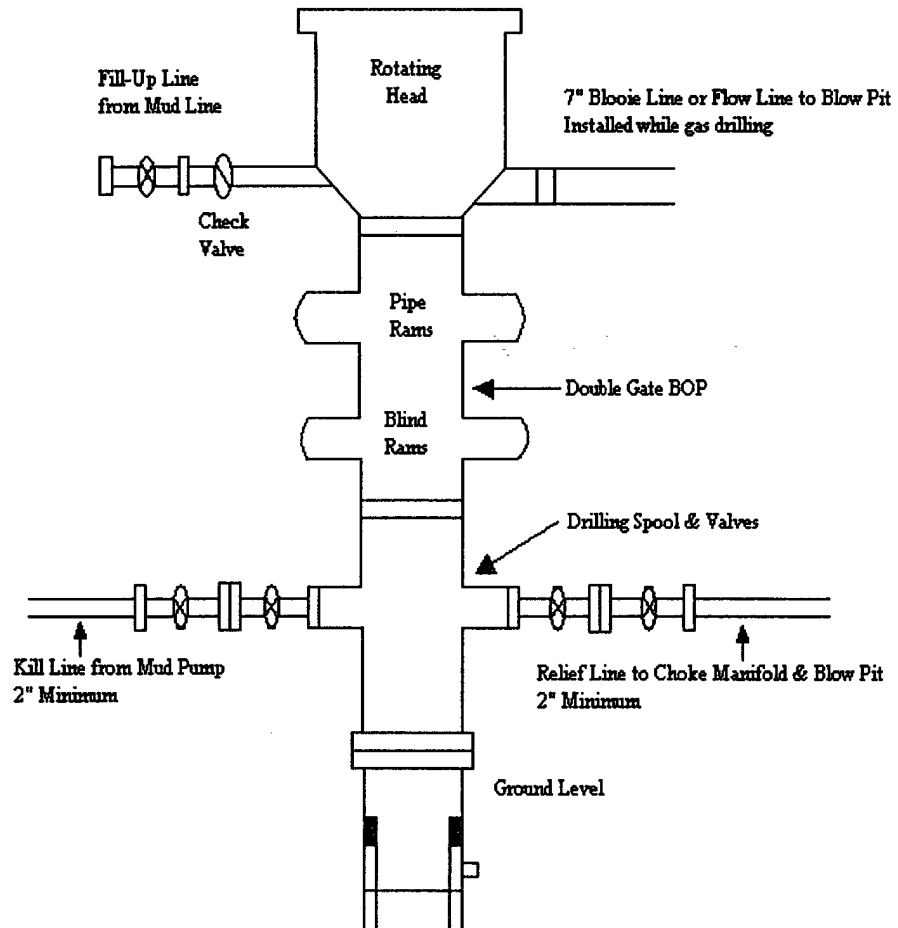 Rotating
Head
Fill-Up Line
from Mud Line
7" Blooie Line or Flow Line to Blow Pit
Installed while gas drilling
Check
Valve
Pipe
Rams
Double Gate BOP
Blind
Rams
Drilling Spool & Valves
Kill Line from Mud Pump
2" Minimum
Relief Line to Choke Manifold & Blow Pit
2" Minimum
Ground Level